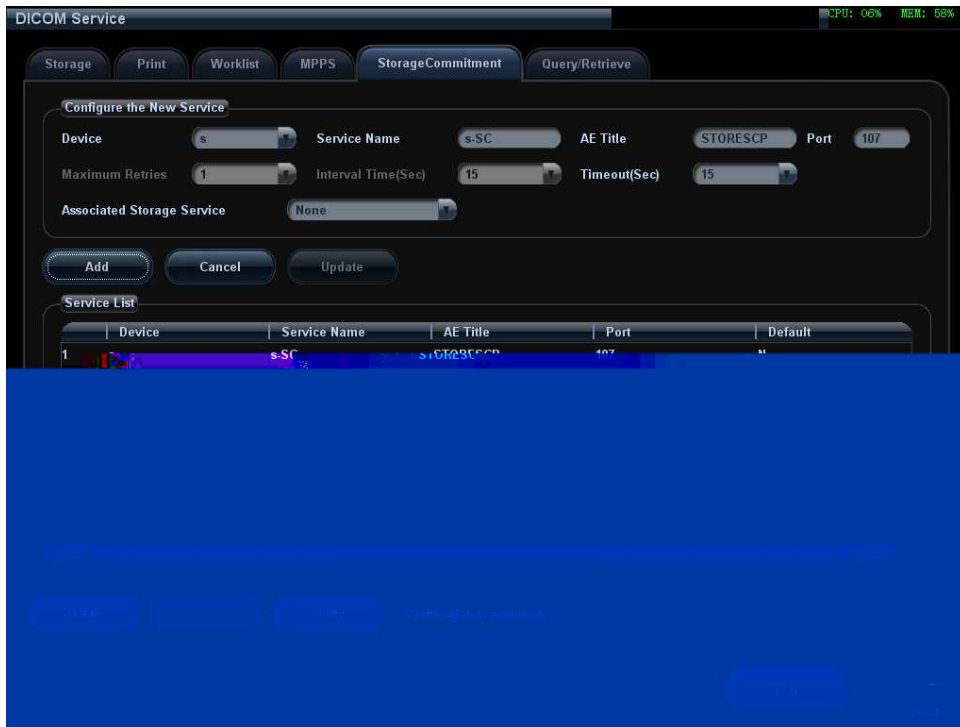 DICOM Service
CPU: 06% MEM: 58%
Storage Print Worklist MPPS StorageCommitment Query/Retrieve
Configure the New Service
Device s Service Name s-SC AE Title STORESCP Port 107
Maximum Retries 1 Interval Time(Sec) 15 Timeout(Sec) 15
Associated Storage Service None
Add Cancel Update
Service List
Device Service Name AE Title Port Default
1 s-SC STORESCP 107 N